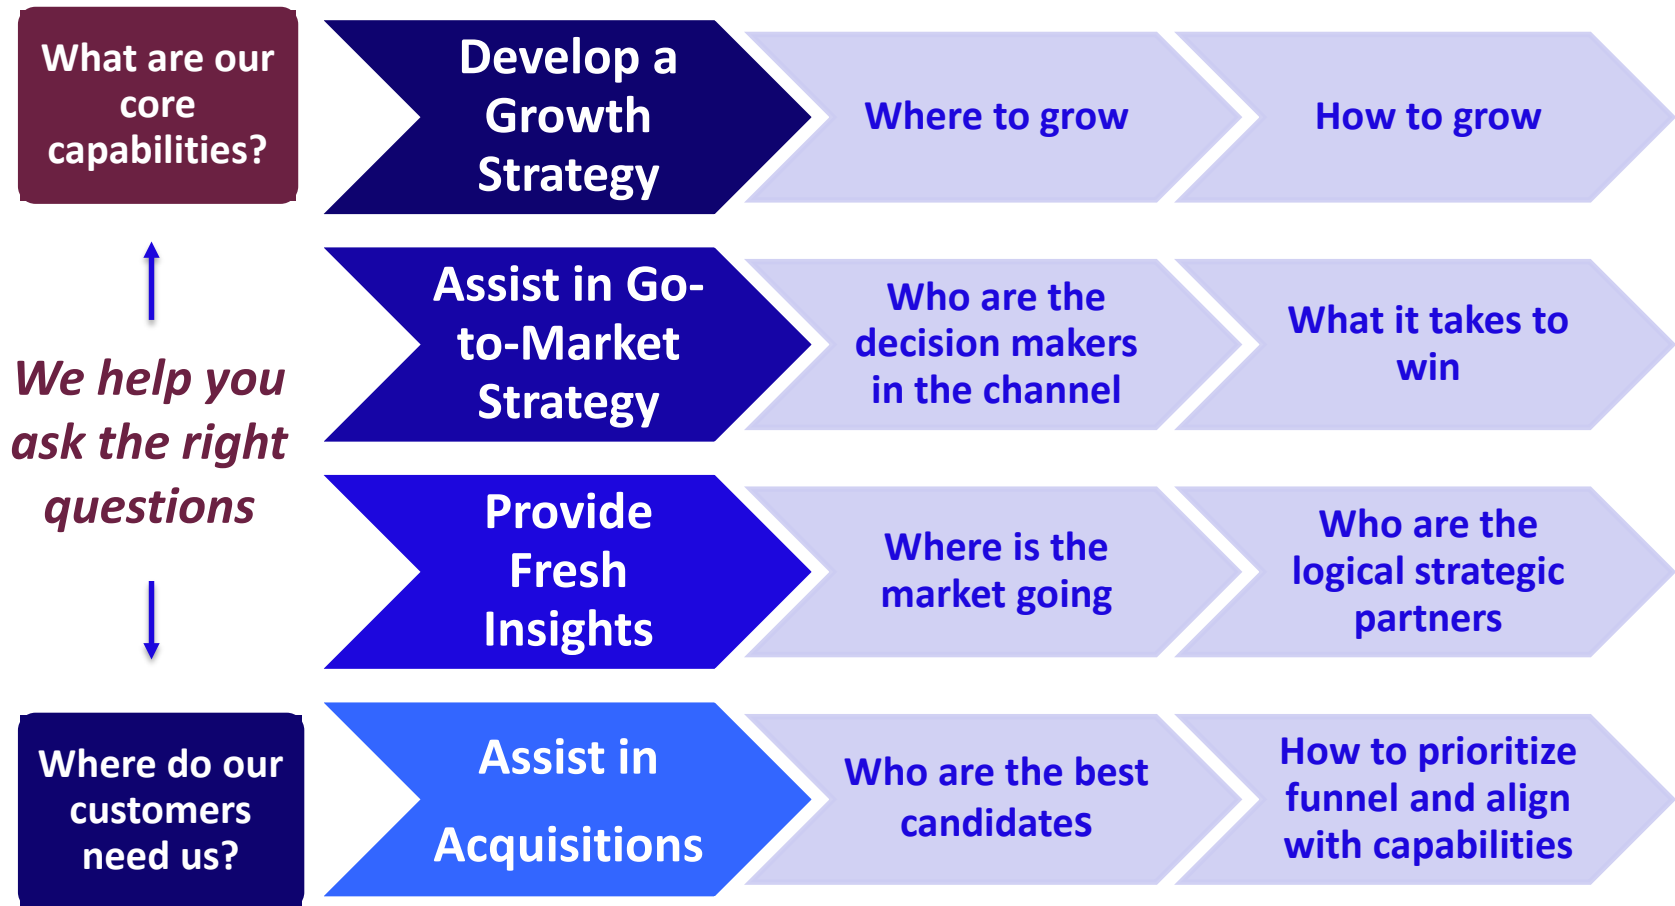 What are our
core
capabilities?
We help you
ask the right
questions
Where do our
customers
need us?
Develop a
Growth
Strategy
Where to grow
How to grow
Assist in Go-
to-Market
Strategy
Who are the
decision makers
in the channel
What it takes to
win
Provide
Fresh
Insights
Where is the
market going
Who are the
logical strategic
partners
Assist in
Acquisitions
Who are the best
candidates
How to prioritize
funnel and align
with capabilities